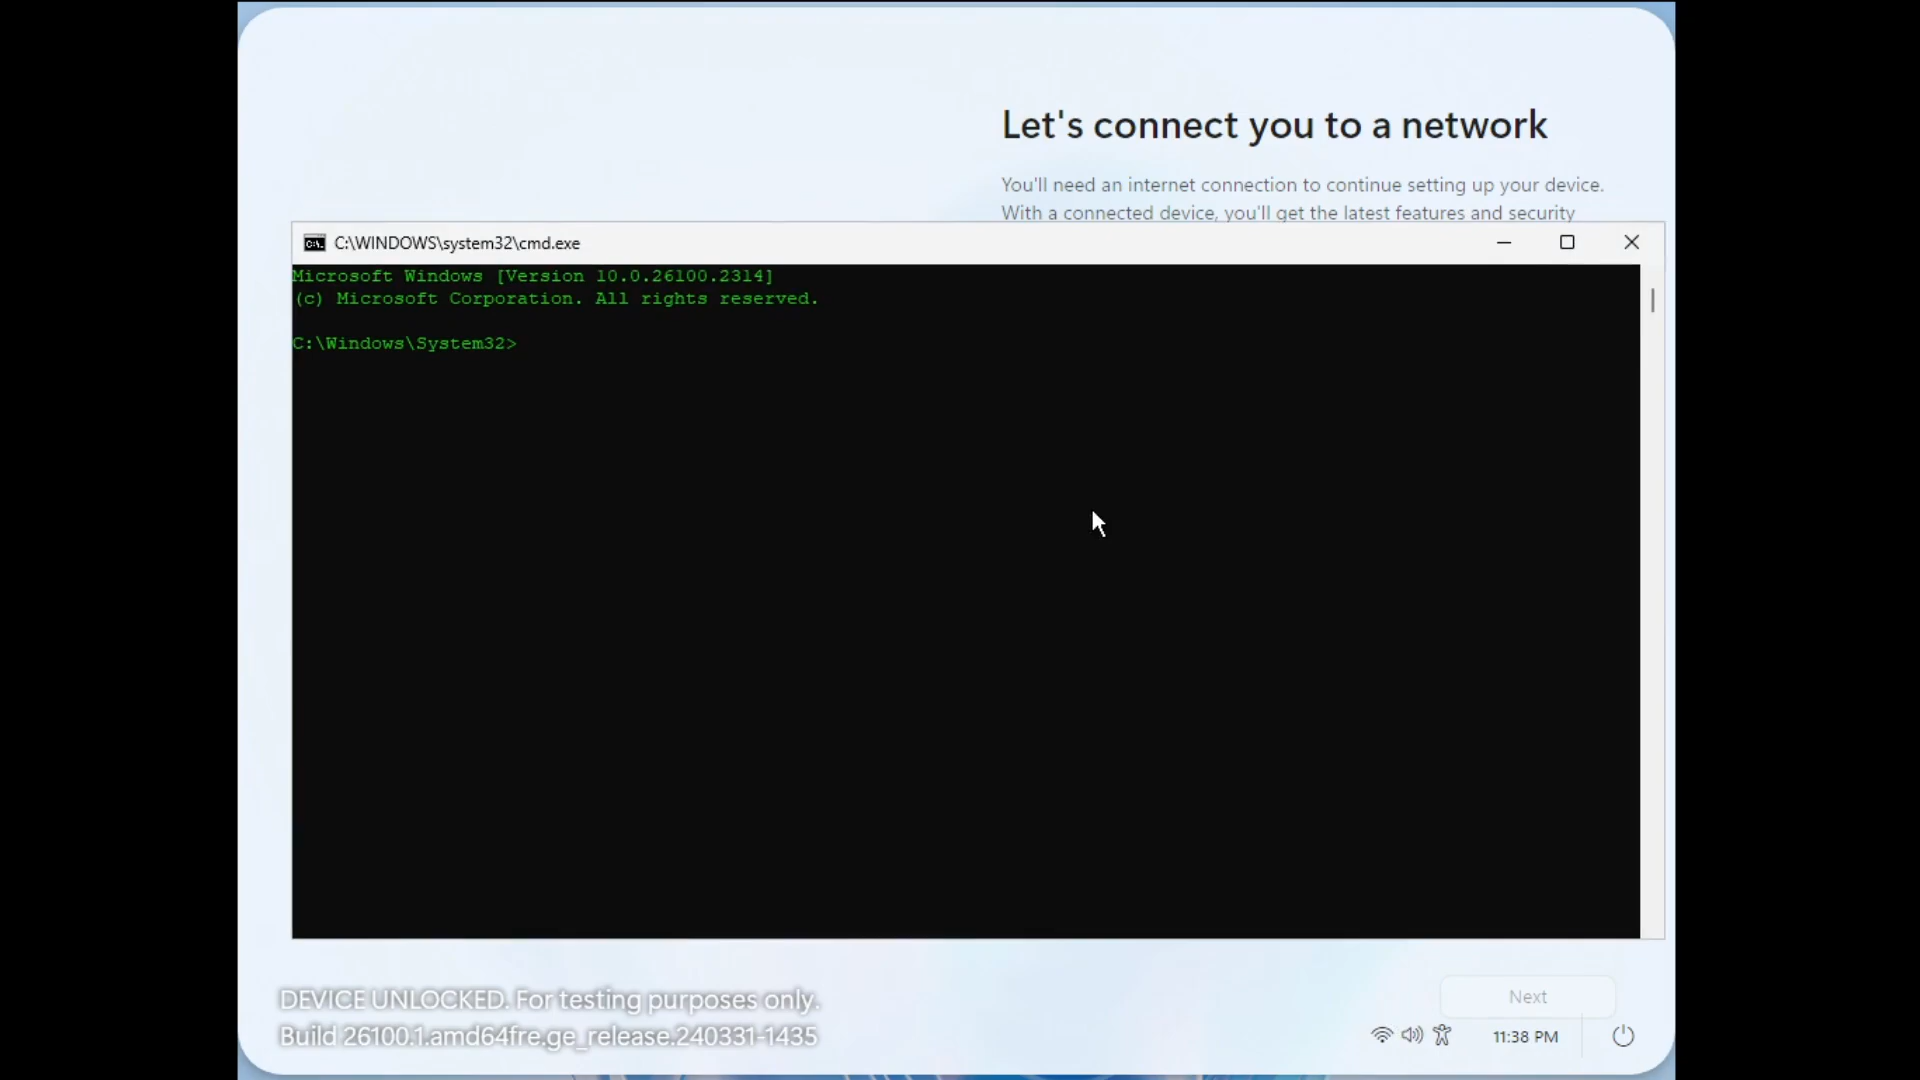 Let's connect you to a network
You'll need an internet connection to continue setting up your device.
With a connected device, you'll get the latest features and security
C:\WINDOWS\system32\cmd.exe
Microsoft Windows [Version 10.0.26100.2314]
(c) Microsoft Corporation. All rights reserved.
C:\Windows\System32>
DEVICE UNLOCKED. For testing purposes only.
Build 26100.1.amd64fre.ge_release.240331-1435
Next
11:38 PM